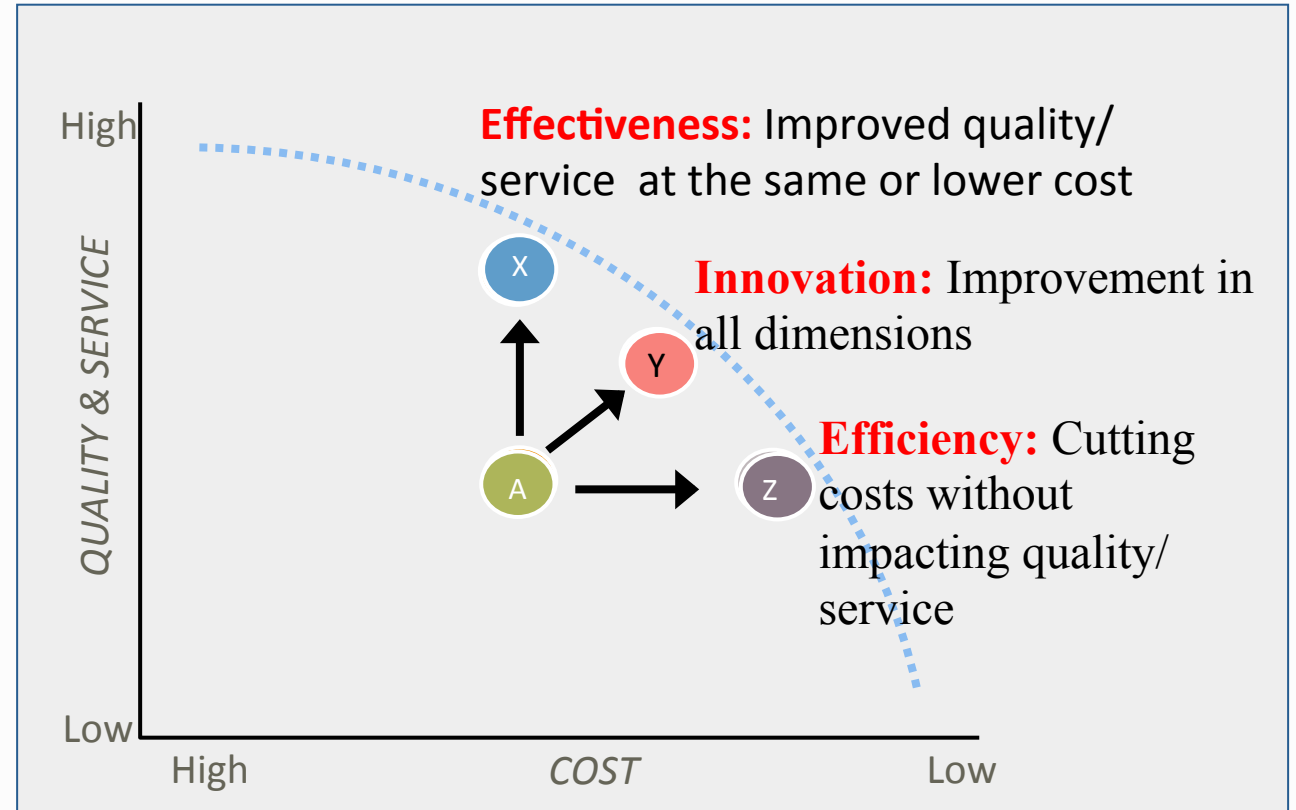 High
Effectiveness: Improved quality/
service at the same or lower cost
QUALITY & SERVICE
X
Innovation: Improvement in
all dimensions
Y
Efficiency: Cutting
costs without
impacting quality/
service
A
Z
Low
High
COST
Low